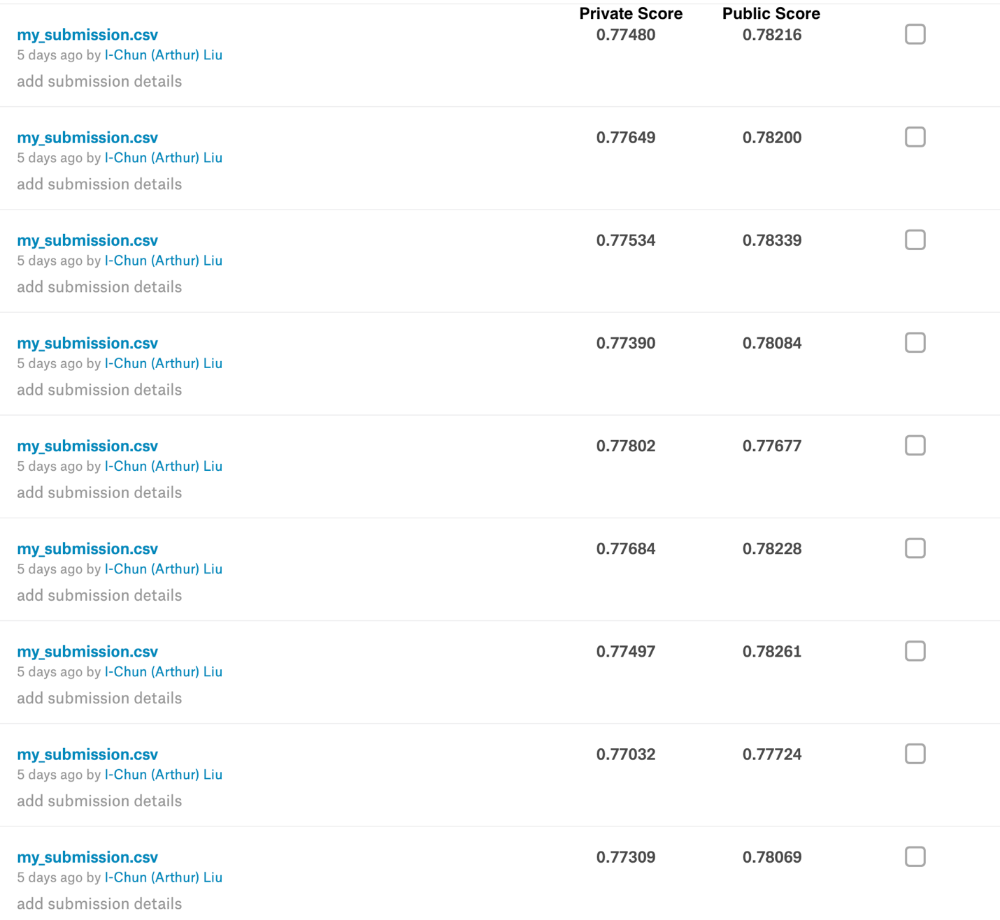 Private Score Public Score
my_submission.csv 0.77480 0.78216
5 days ago by I-Chun (Arthur) Liu
add submission details
my_submission.csv 0.77649 0.78200
5 days ago by I-Chun (Arthur) Liu
add submission details
my_submission.csv 0.77534 0.78339
5 days ago by I-Chun (Arthur) Liu
add submission details
my_submission.csv 0.77390 0.78084
5 days ago by I-Chun (Arthur) Liu
add submission details
my_submission.csv 0.77802 0.77677
5 days ago by I-Chun (Arthur) Liu
add submission details
my_submission.csv 0.77684 0.78228
5 days ago by I-Chun (Arthur) Liu
add submission details
my_submission.csv 0.77497 0.78261
5 days ago by I-Chun (Arthur) Liu
add submission details
my_submission.csv 0.77032 0.77724
5 days ago by I-Chun (Arthur) Liu
add submission details
my_submission.csv 0.77309 0.78069
5 days ago by I-Chun (Arthur) Liu
add submission details